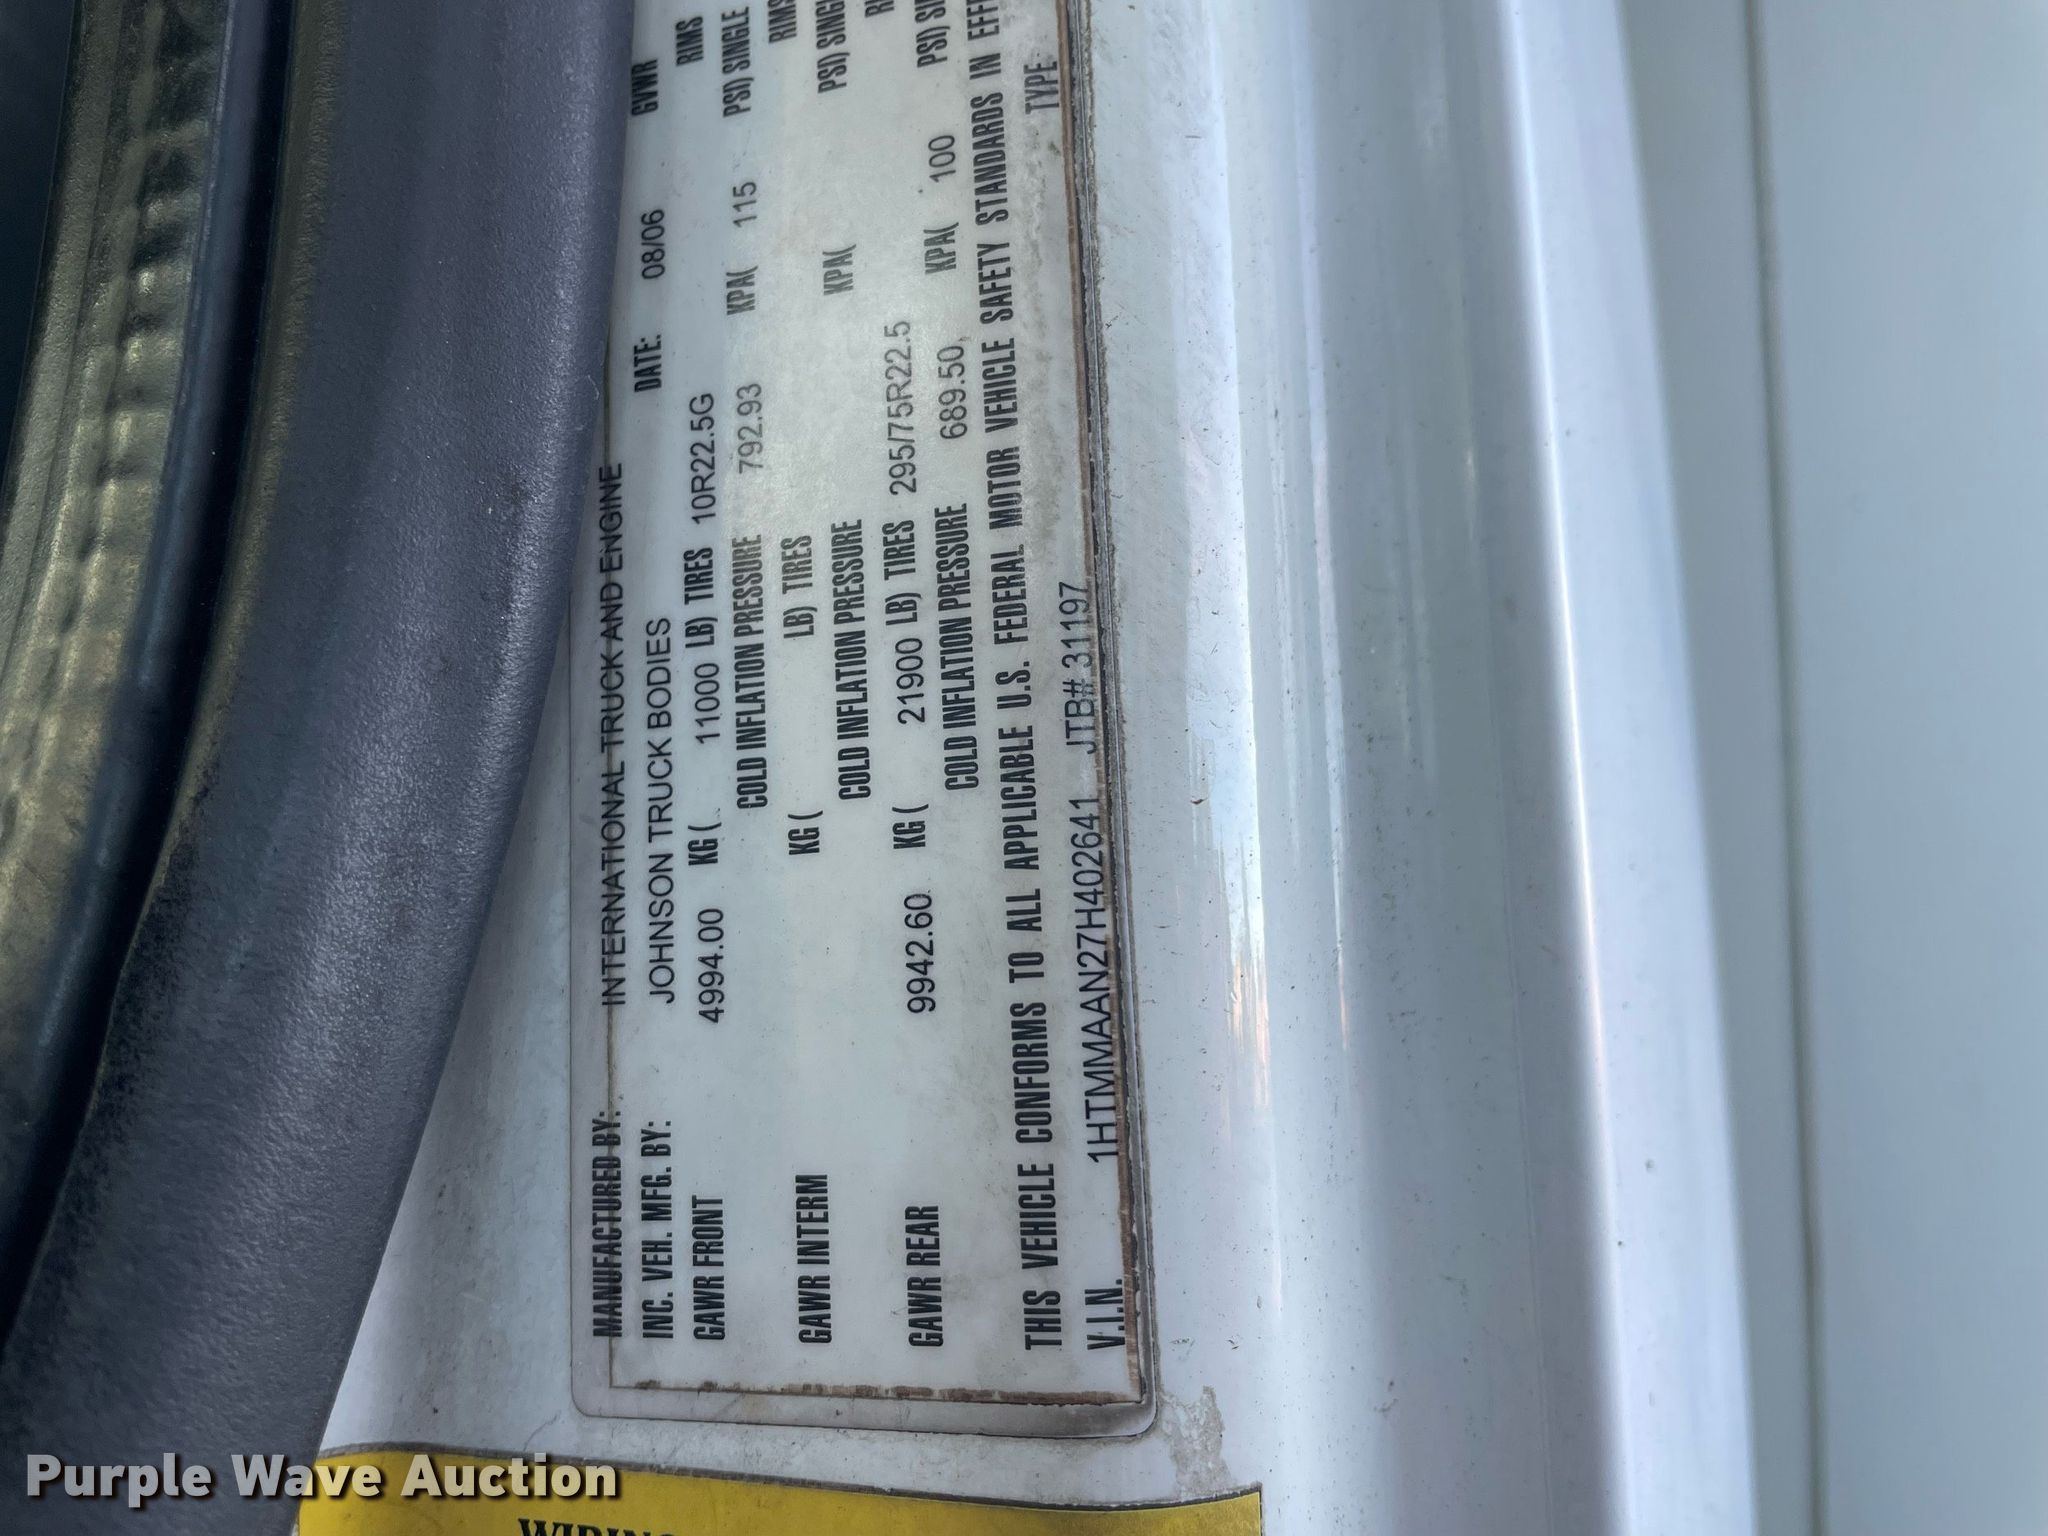 MANUFACTURED BY: INTERNATIONAL TRUCK AND ENGINE
INC. VEH. MFG. BY: JOHNSON TRUCK BODIES DATE: 08/06 GVWR
GAWR FRONT 4994.00 KG ( 11000 LB) TIRES 10R22.5G RIMS
COLD INFLATION PRESSURE 792.93 KPA( 115 PSI) SINGLE
GAWR INTERM KG ( LB) TIRES RIMS
COLD INFLATION PRESSURE KPA( PSI) SINGLE
GAWR REAR 9942.60 KG ( 21900 LB) TIRES 295/75R22.5
COLD INFLATION PRESSURE 689.50 KPA( 100 PSI)
THIS VEHICLE CONFORMS TO ALL APPLICABLE U.S. FEDERAL MOTOR VEHICLE SAFETY STANDARDS IN
V.I.N. 1HTMMAAN27H402641 JTB# 31197 TYPE
Purple Wave Auction